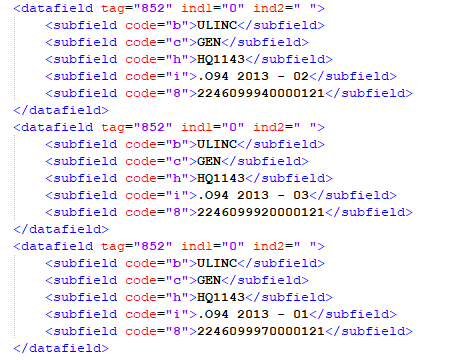 <datafield tag="852" ind1="0" ind2=" ">
<subfield code="b">ULINC</subfield>
<subfield code="c">GEN</subfield>
<subfield code="h">HQ1143</subfield>
<subfield code="i">.O94 2013 - 02</subfield>
<subfield code="8">2246099940000121</subfield>
</datafield>
<datafield tag="852" ind1="0" ind2=" ">
<subfield code="b">ULINC</subfield>
<subfield code="c">GEN</subfield>
<subfield code="h">HQ1143</subfield>
<subfield code="i">.O94 2013 - 03</subfield>
<subfield code="8">2246099920000121</subfield>
</datafield>
<datafield tag="852" ind1="0" ind2=" ">
<subfield code="b">ULINC</subfield>
<subfield code="c">GEN</subfield>
<subfield code="h">HQ1143</subfield>
<subfield code="i">.O94 2013 - 01</subfield>
<subfield code="8">2246099970000121</subfield>
</datafield>